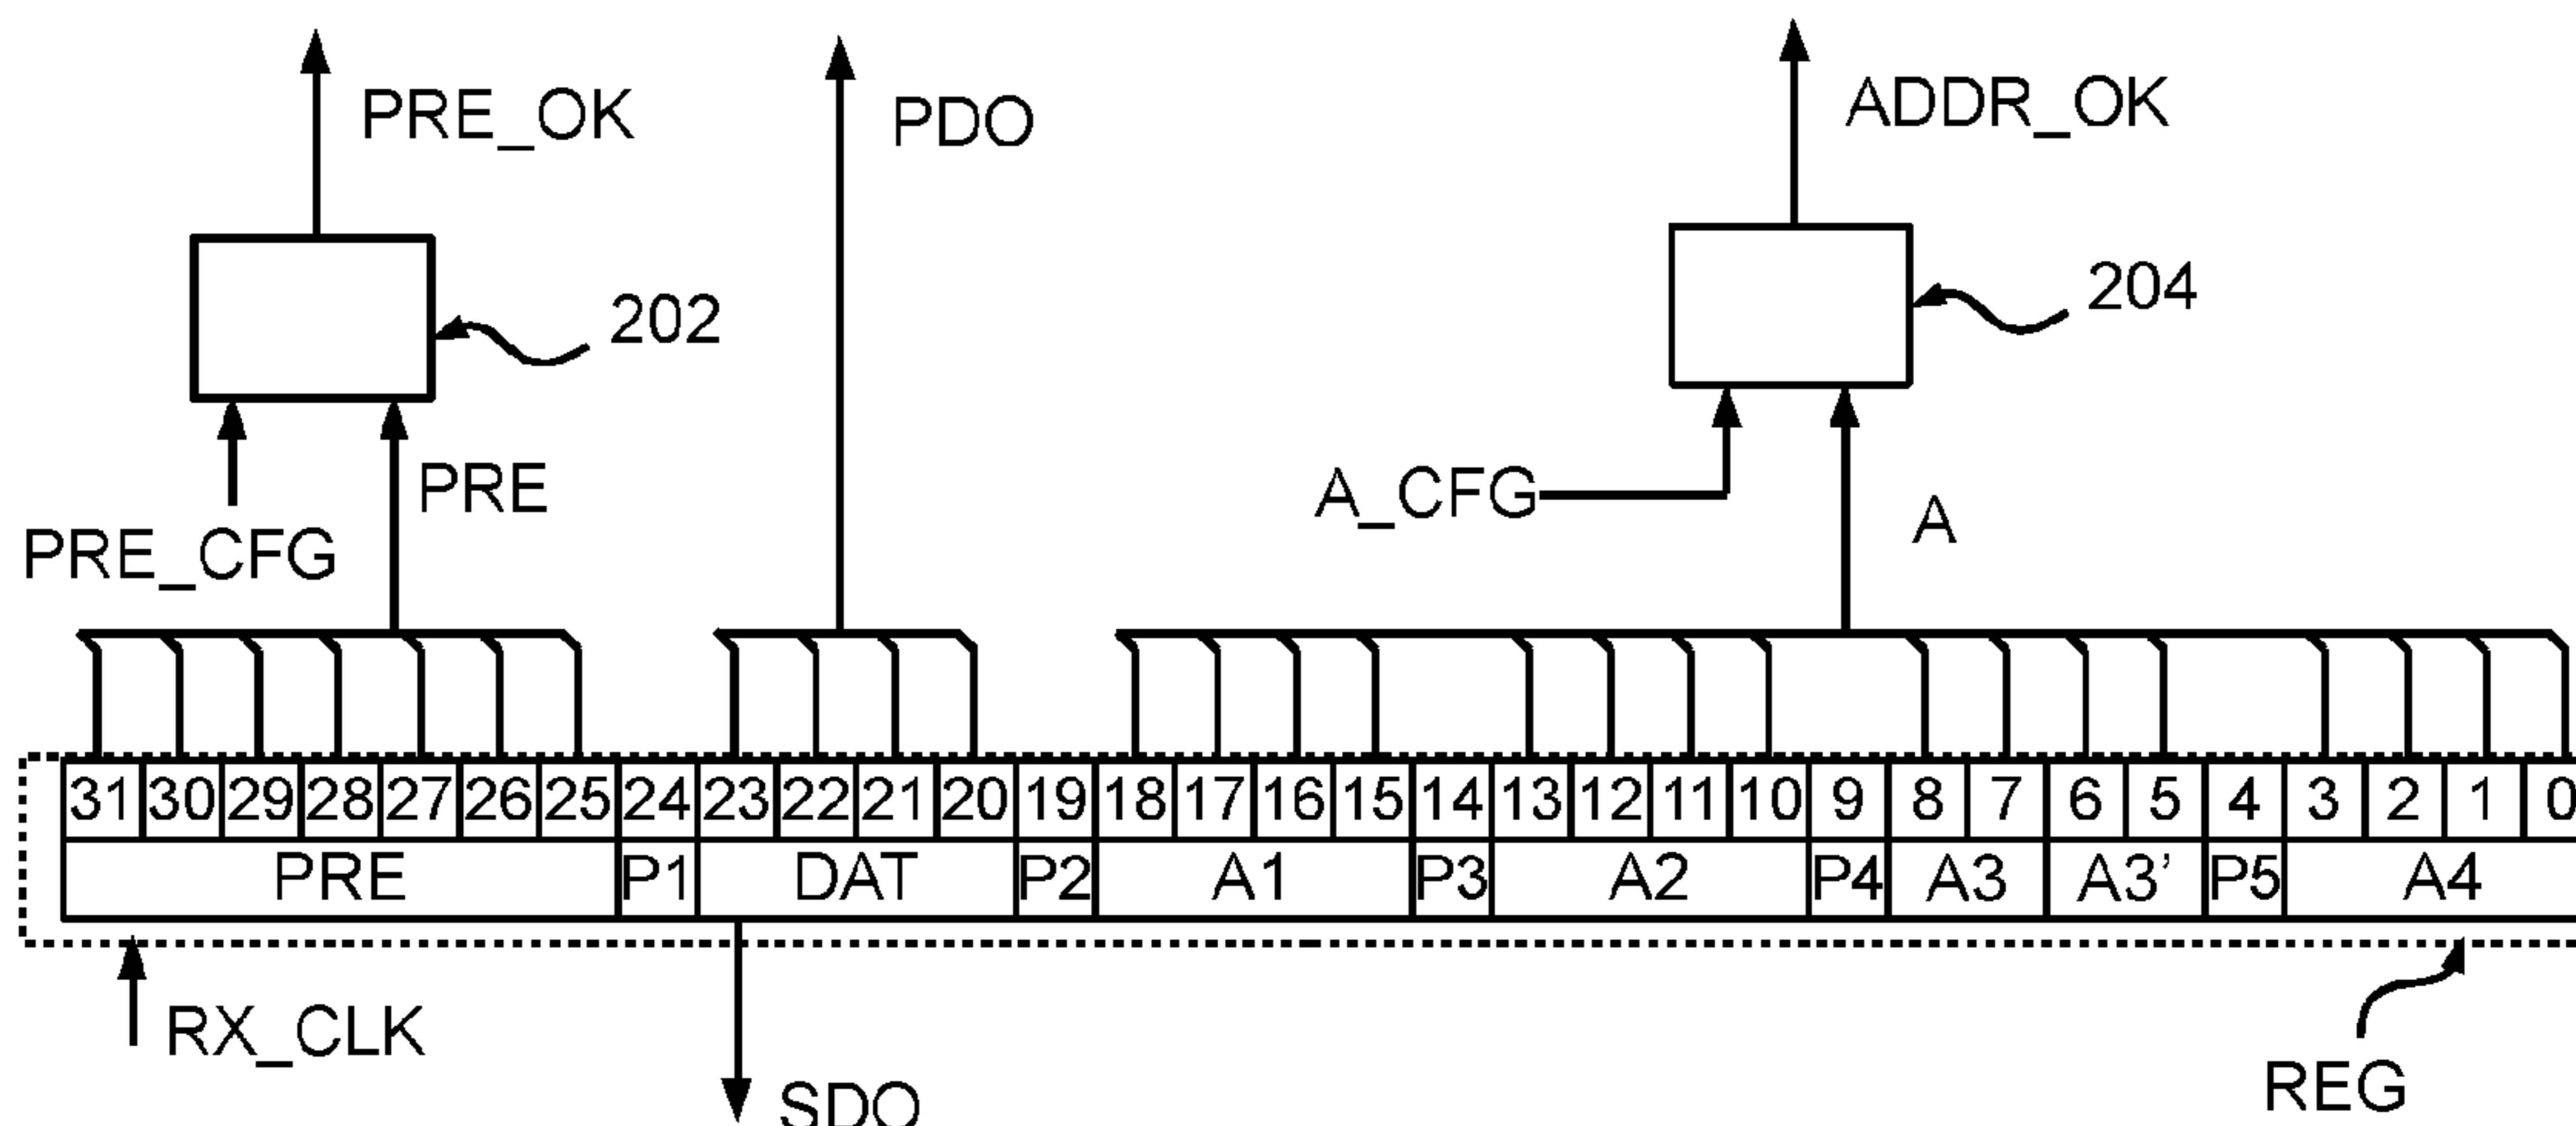 PRE_OK
PDO
ADDR_OK
202
204
PRE_CFG
PRE
A_CFG
A
31 30 29 28 27 26 25 24 23 22 21 20 19 18 17 16 15 14 13 12 11 10 9 8 7 6 5 4 3 2 1 0
PRE P1 DAT P2 A1 P3 A2 P4 A3 A3’ P5 A4
RX_CLK
SDO
REG